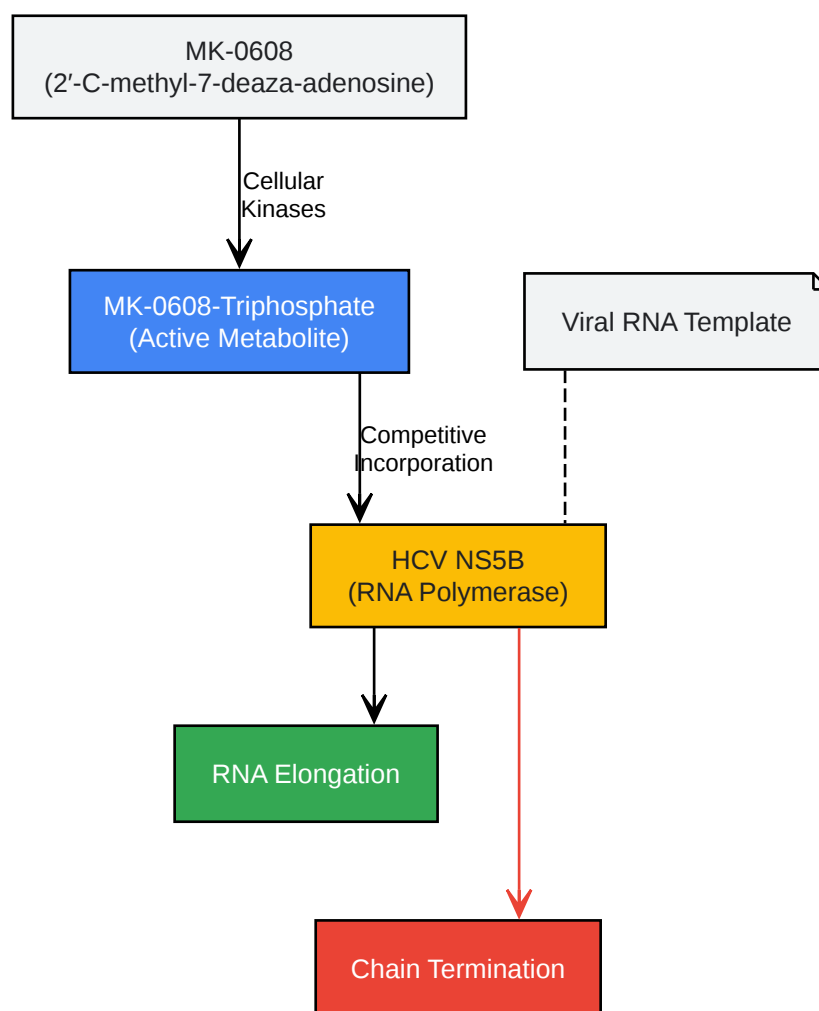 MK-0608
(2′-C-methyl-7-deaza-adenosine)
Cellular
Kinases
MK-0608-Triphosphate
(Active Metabolite)
Viral RNA Template
Competitive
Incorporation
HCV NS5B
(RNA Polymerase)
RNA Elongation
Chain Termination